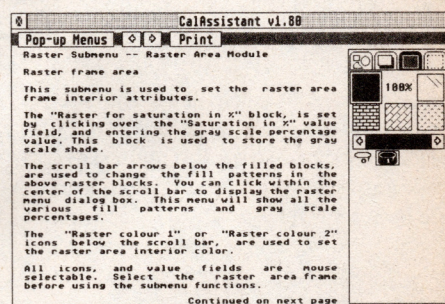 CalAssistant v1.80
Pop-up Menus Print
Raster Submenu -- Raster Area Module
Raster frame area
This submenu is used to set the raster area
frame interior attributes.
The "Raster for saturation in %" block, is set
by clicking over the "Saturation in %" value
field, and entering the gray scale percentage
value. This block is used to store the gray
scale shade.
The scroll bar arrows below the filled blocks,
are used to change the fill patterns in the
above raster blocks. You can click within the
center of the scroll bar to display the raster
menu dialog box. This menu will show all the
various fill patterns and gray scale
percentages.
The "Raster colour 1" or "Raster colour 2"
icons below the scroll bar, are used to set
the raster area interior color.
All icons, and value fields are mouse
selectable. Select the raster area frame
before using the submenu functions.
Continued on next page
100%